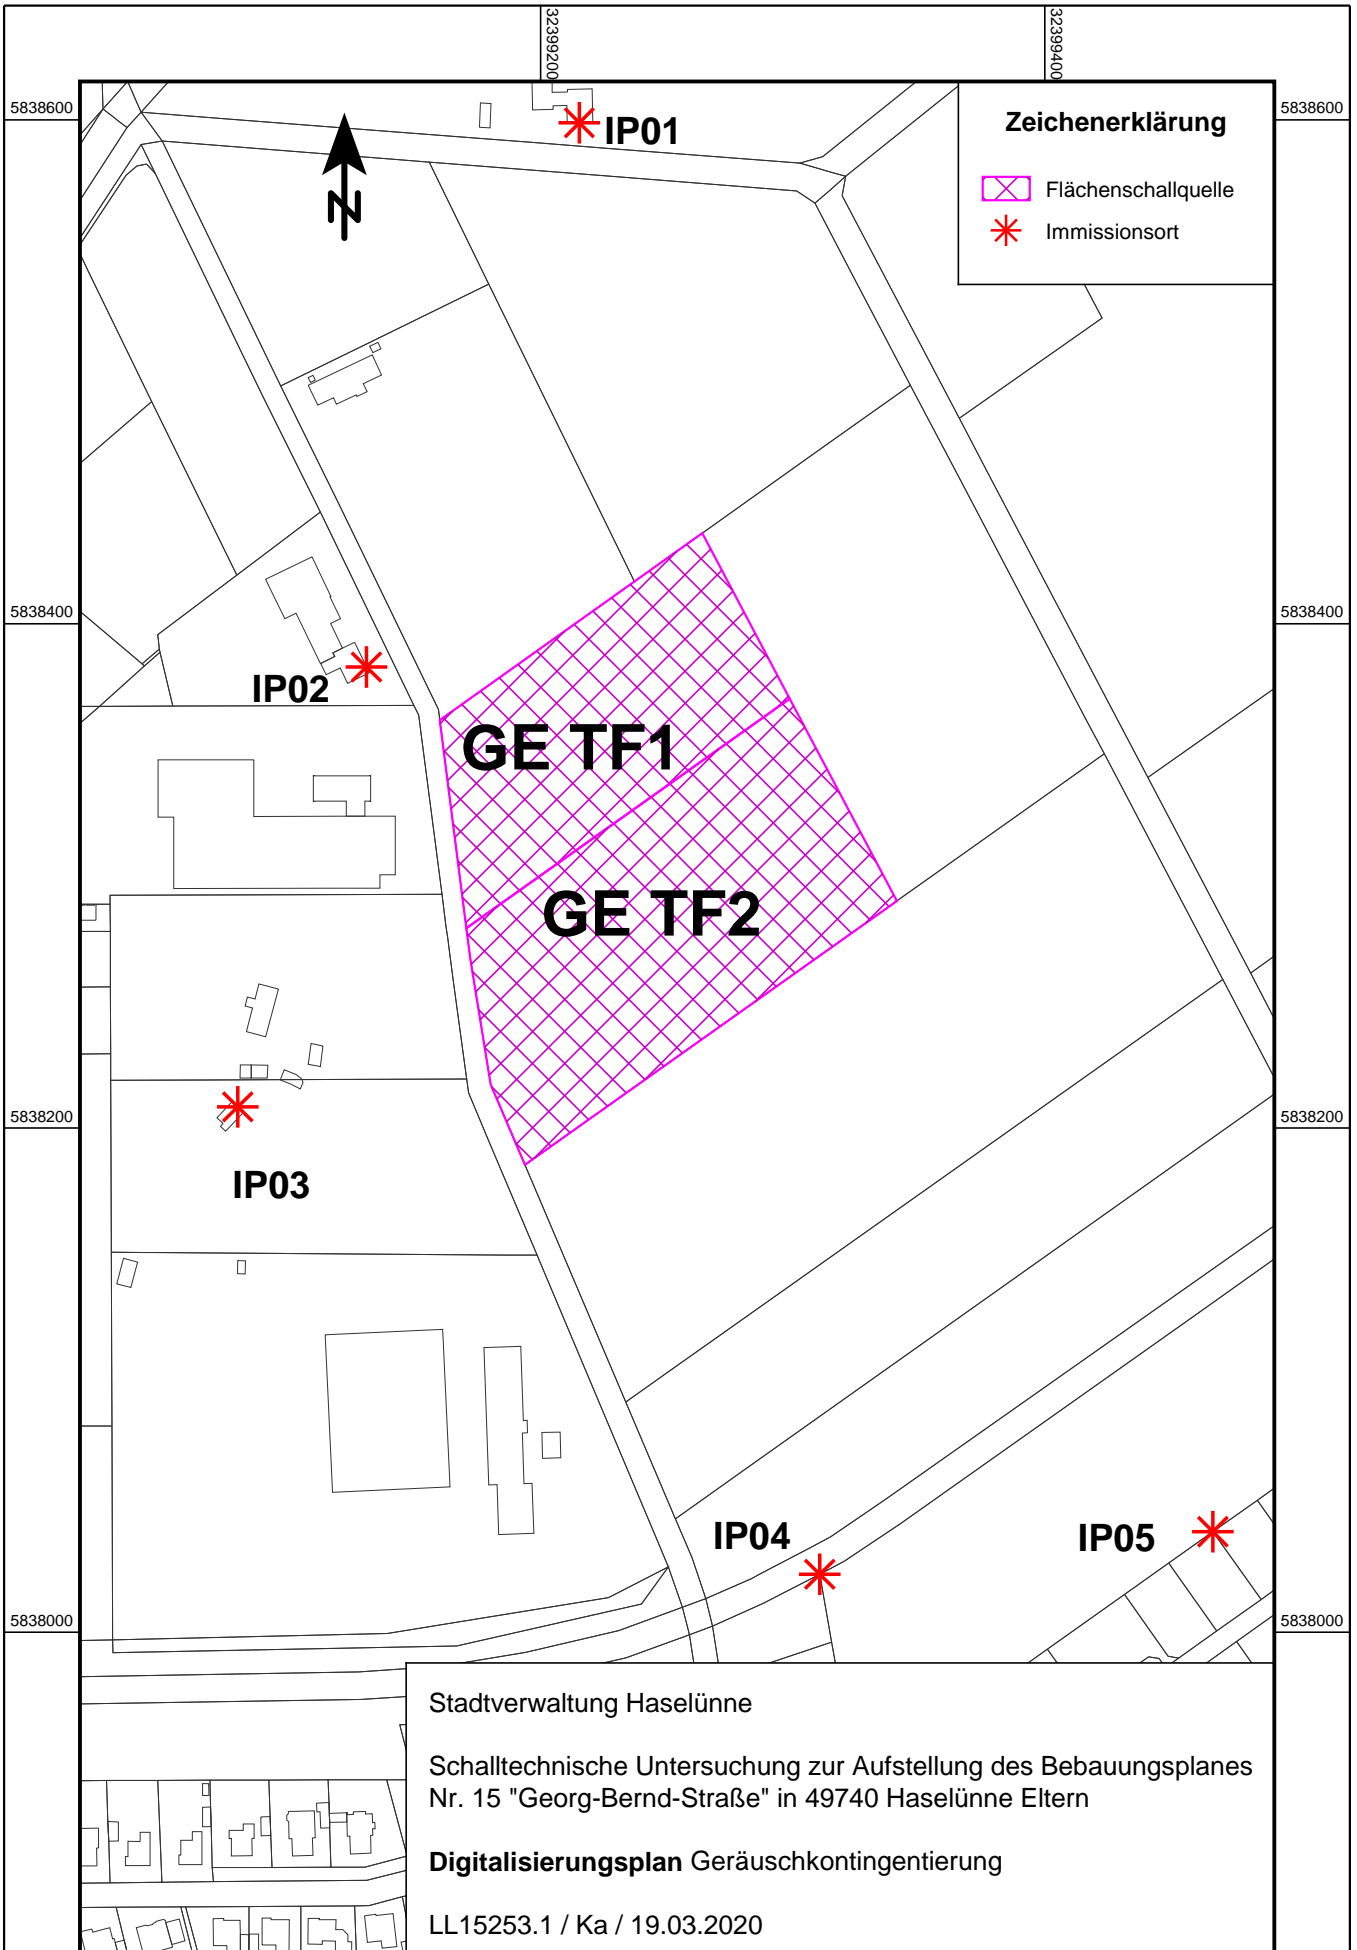 32399200
32399400
5838600
5838600
IP01
Zeichenerklärung
Flächenschallquelle
Immissionsort
N
5838400
5838400
IP02
GE TF1
GE TF2
5838200
5838200
IP03
IP04
IP05
5838000
5838000
Stadtverwaltung Haselünne
Schalltechnische Untersuchung zur Aufstellung des Bebauungsplanes
Nr. 15 "Georg-Bernd-Straße" in 49740 Haselünne Eltern
Digitalisierungsplan Geräuschkontingentierung
LL15253.1 / Ka / 19.03.2020